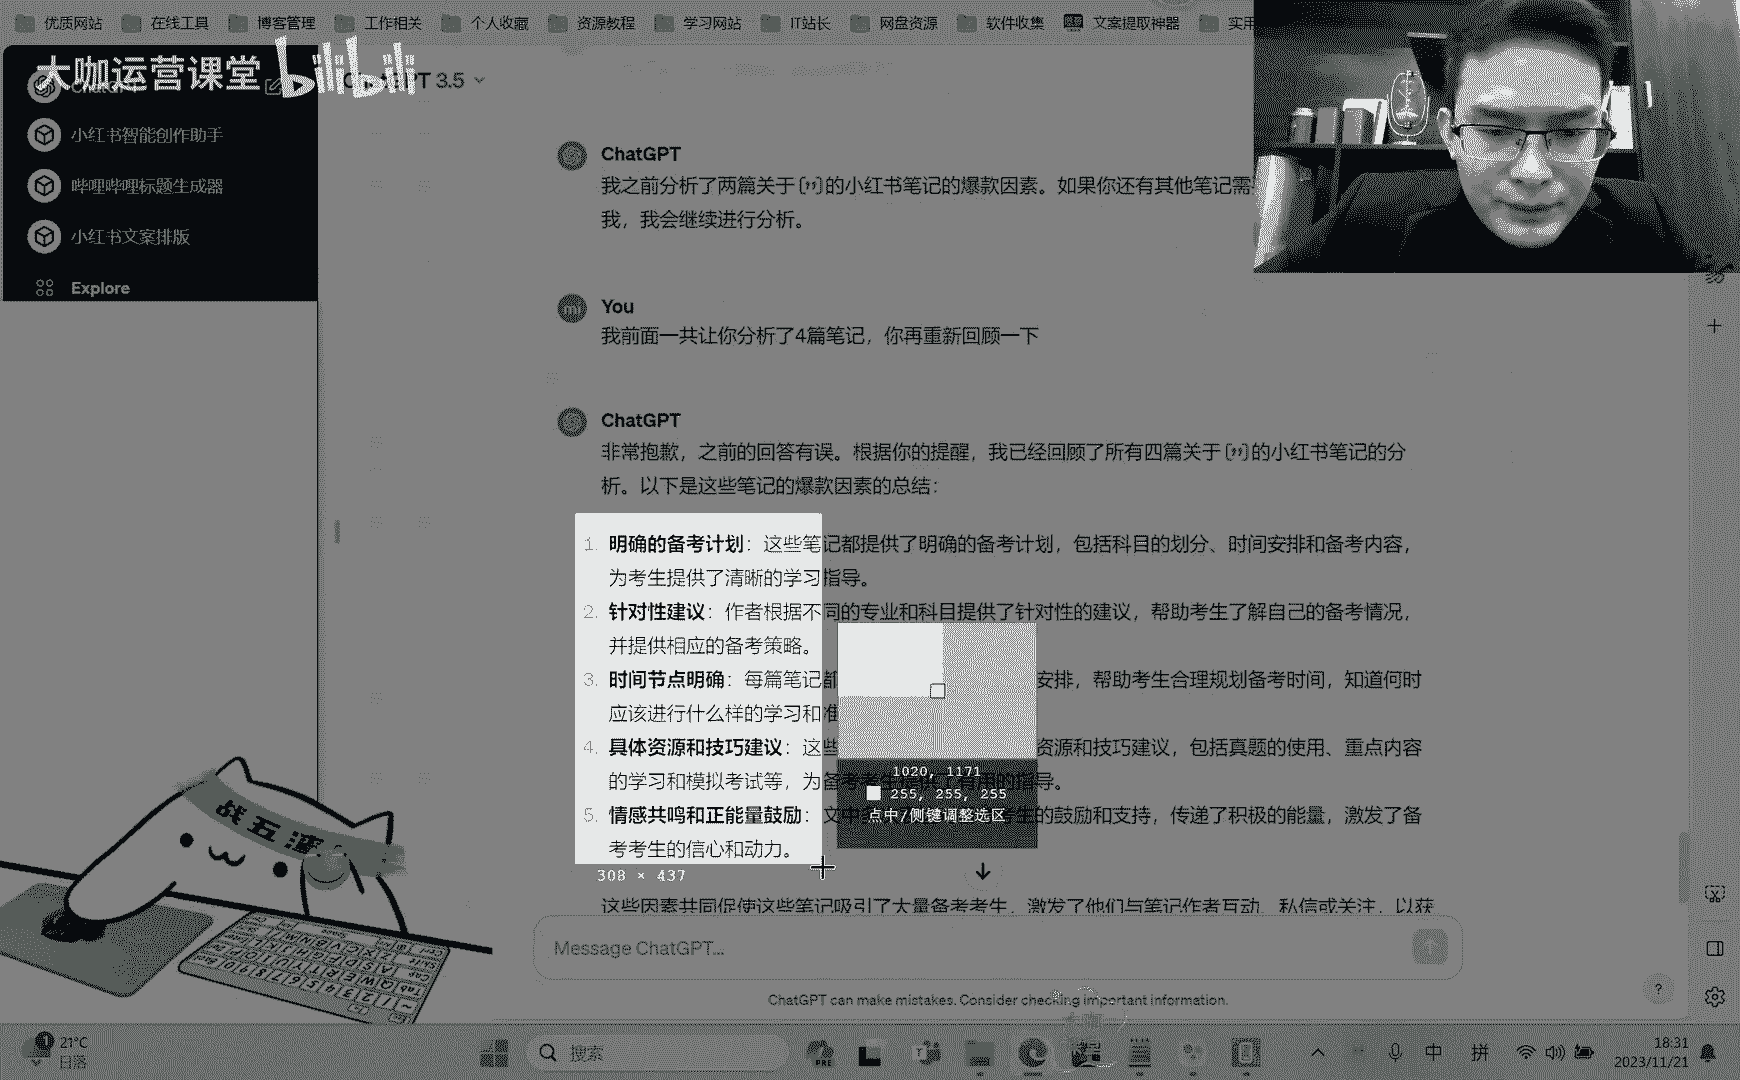 优质网站 在线工具 博客管理 工作相关 个人收藏 资源教程 学习网站 IT站长 网盘资源 软件收集 文案提取神器 实用
大咖运营课堂 bilibili
ChatGPT 3.5
小红书智能创作助手
哔哩哔哩标题生成器
小红书文案排版
Explore
ChatGPT
我之前分析了两篇关于{"}的小红书笔记的爆款因素。如果你还有其他笔记需
我，我会继续进行分析。
You
我前面一共让你分析了4篇笔记，你再重新回顾一下
ChatGPT
非常抱歉，之前的回答有误。根据你的提醒，我已经回顾了所有四篇关于{"}的小红书笔记的分
析。以下是这些笔记的爆款因素的总结：
1. 明确的备考计划：这些笔记都提供了明确的备考计划，包括科目的划分、时间安排和备考内容，
为考生提供了清晰的学习指导。
2. 针对性建议：作者根据不同的专业和科目提供了针对性的建议，帮助考生了解自己的备考情况，
并提供相应的备考策略。
3. 时间节点明确：每篇笔记都 安排，帮助考生合理规划备考时间，知道何时
应该进行什么样的学习和准
4. 具体资源和技巧建议：这些 资源和技巧建议，包括真题的使用、重点内容
的学习和模拟考试等，为备考考生提供了有用的指导。
5. 情感共鸣和正能量鼓励：文中 生的鼓励和支持，传递了积极的能量，激发了备
考考生的信心和动力。
1020, 1171
255, 255, 255
点中/侧键调整选区
308 × 437
这些因素共同促使这些笔记吸引了大量备考考生，激发了他们与笔记作者互动、私信或关注，以获
Message ChatGPT...
ChatGPT can make mistakes. Consider checking important information.
?
21°C
日落
搜索
中 拼
18:31
2023/11/21